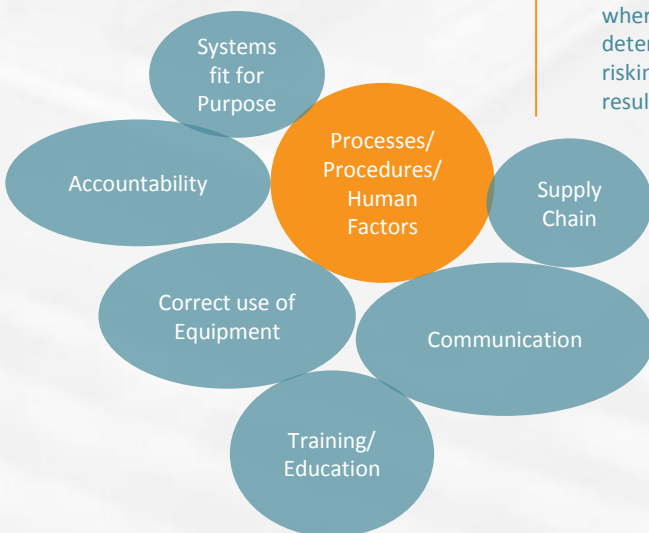 wher
deter
riskin
resul
Systems
fit for
Purpose
Processes/
Procedures/
Human
Factors
Accountability
Supply
Chain
Correct use of
Equipment
Communication
Training/
Education